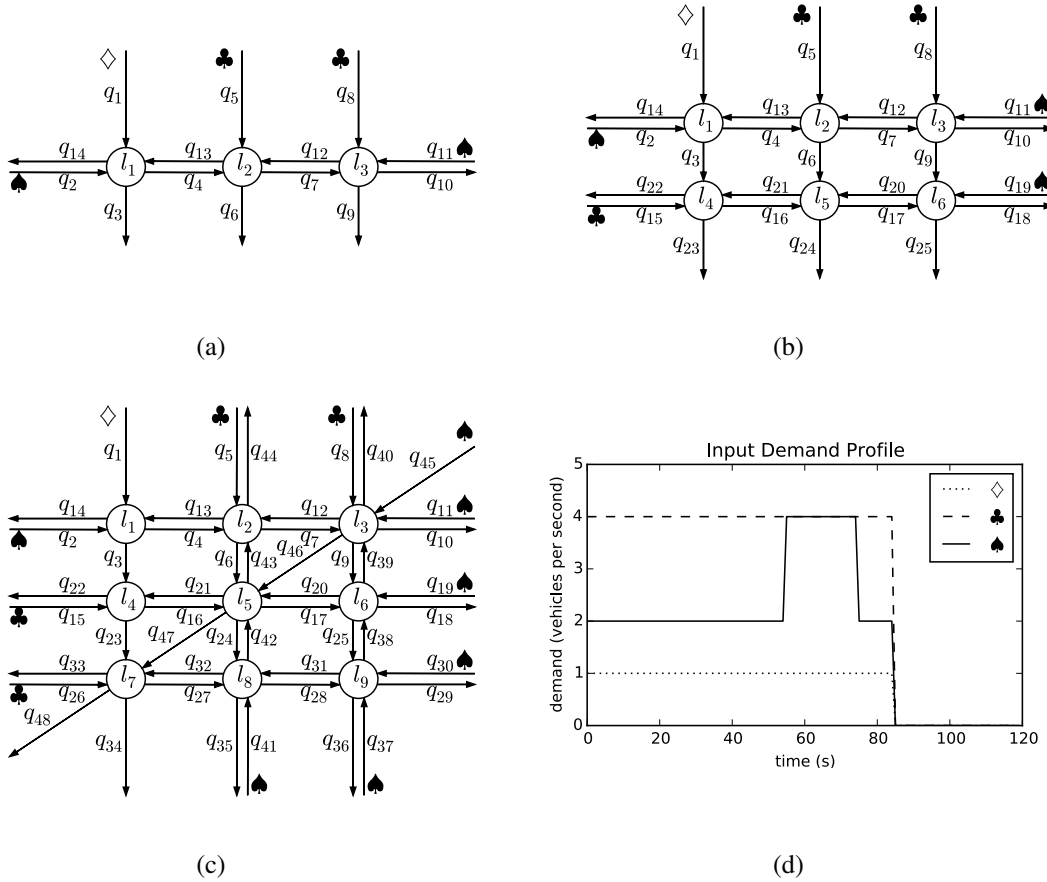 ♢ ♣ ♣
q1 q5 q8
q14 l1 q13 l2 q12 l3 q11 ♠
♠ q2 q4 q7 q10
q3 q6 q9
(a)
♢ ♣ ♣
q1 q5 q8
q14 l1 q13 l2 q12 l3 q11 ♠
♠ q2 q4 q7 q10
q3 q6 q9
q22 l4 q21 l5 q20 l6 q19 ♠
♣ q15 q16 q17 q18
q23 q24 q25
(b)
♢ ♣ ♣ ♠
q1 q5 q44 q8 q40 q45
q14 l1 q13 l2 q12 l3 q11 ♠
♠ q2 q4 q7 q10
q3 q6 q43 q46 q9 q39
q22 l4 q21 l5 q20 l6 q19 ♠
♣ q15 q16 q17 q18
q23 q47 q24 q42 q25 q38
q33 l7 q32 l8 q31 l9 q30 ♠
♣ q26 q27 q28 q29
q48 q34 q35 q41 q36 q37
♠ ♠
(c)
Input Demand Profile
demand (vehicles per second)
5
4
3
2
1
0
0 20 40 60 80 100 120
time (s)
♢
♣
♠
(d)